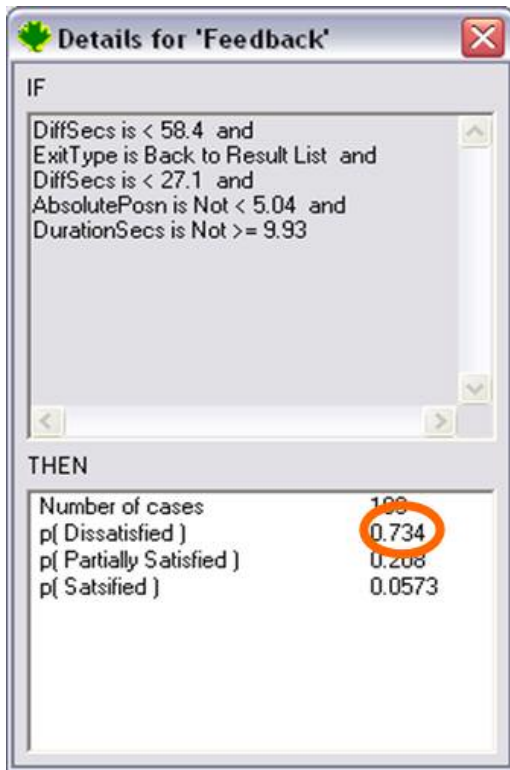 Details for 'Feedback'
IF
DiffSecs is < 58.4 and
ExitType is Back to Result List and
DiffSecs is < 27.1 and
AbsolutePosn is Not < 5.04 and
DurationSecs is Not >= 9.93
THEN
Number of cases
p( Dissatisfied ) 0.734
p( Partially Satisfied ) 0.208
p( Satsified ) 0.0573